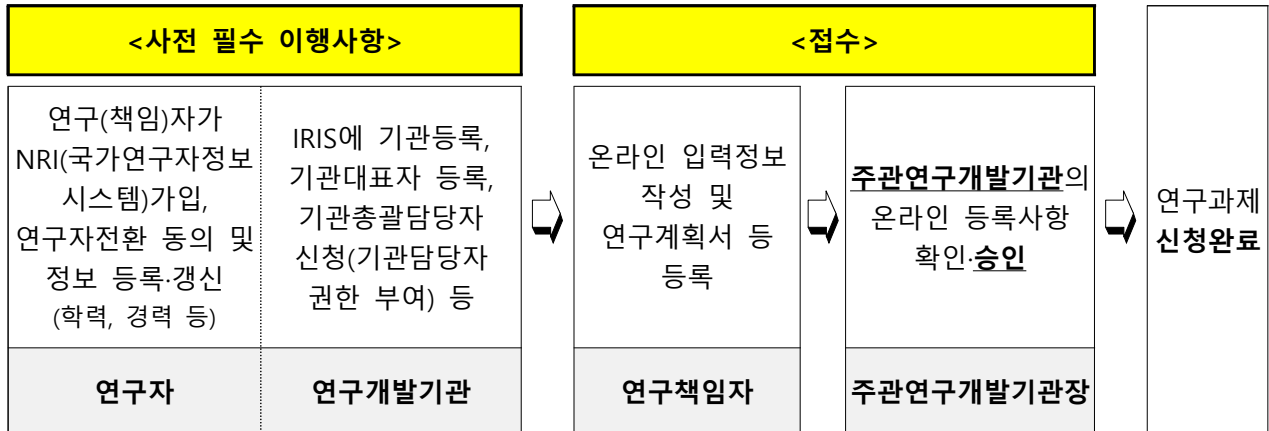 <사전 필수 이행사항>
<접수>
연구(책임)자가
NRI(국가연구자정보
시스템)가입,
연구자전환 동의 및
정보 등록·갱신
(학력, 경력 등)
IRIS에 기관등록,
기관대표자 등록,
기관총괄담당자
신청(기관담당자
권한 부여) 등
온라인 입력정보
작성 및
연구계획서 등
등록
주관연구개발기관의
온라인 등록사항
확인·승인
연구과제
신청완료
연구자
연구개발기관
연구책임자
주관연구개발기관장